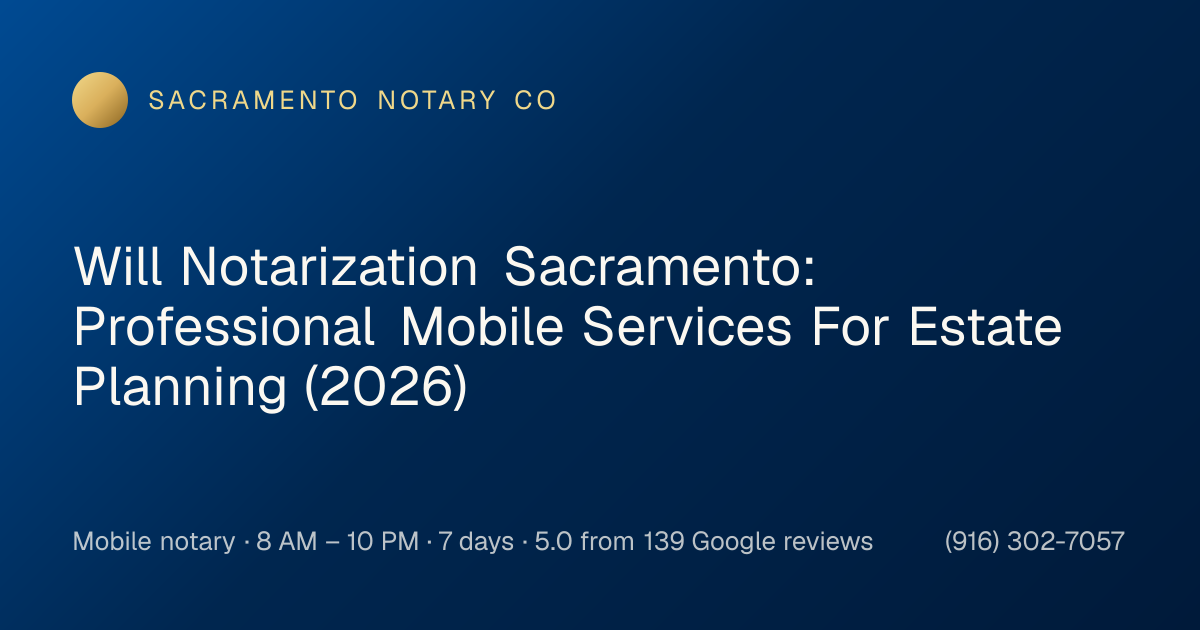 SACRAMENTO NOTARY CO
Will Notarization Sacramento:
Professional Mobile Services For Estate
Planning (2026)
Mobile notary · 8 AM – 10 PM · 7 days · 5.0 from 139 Google reviews
(916) 302-7057